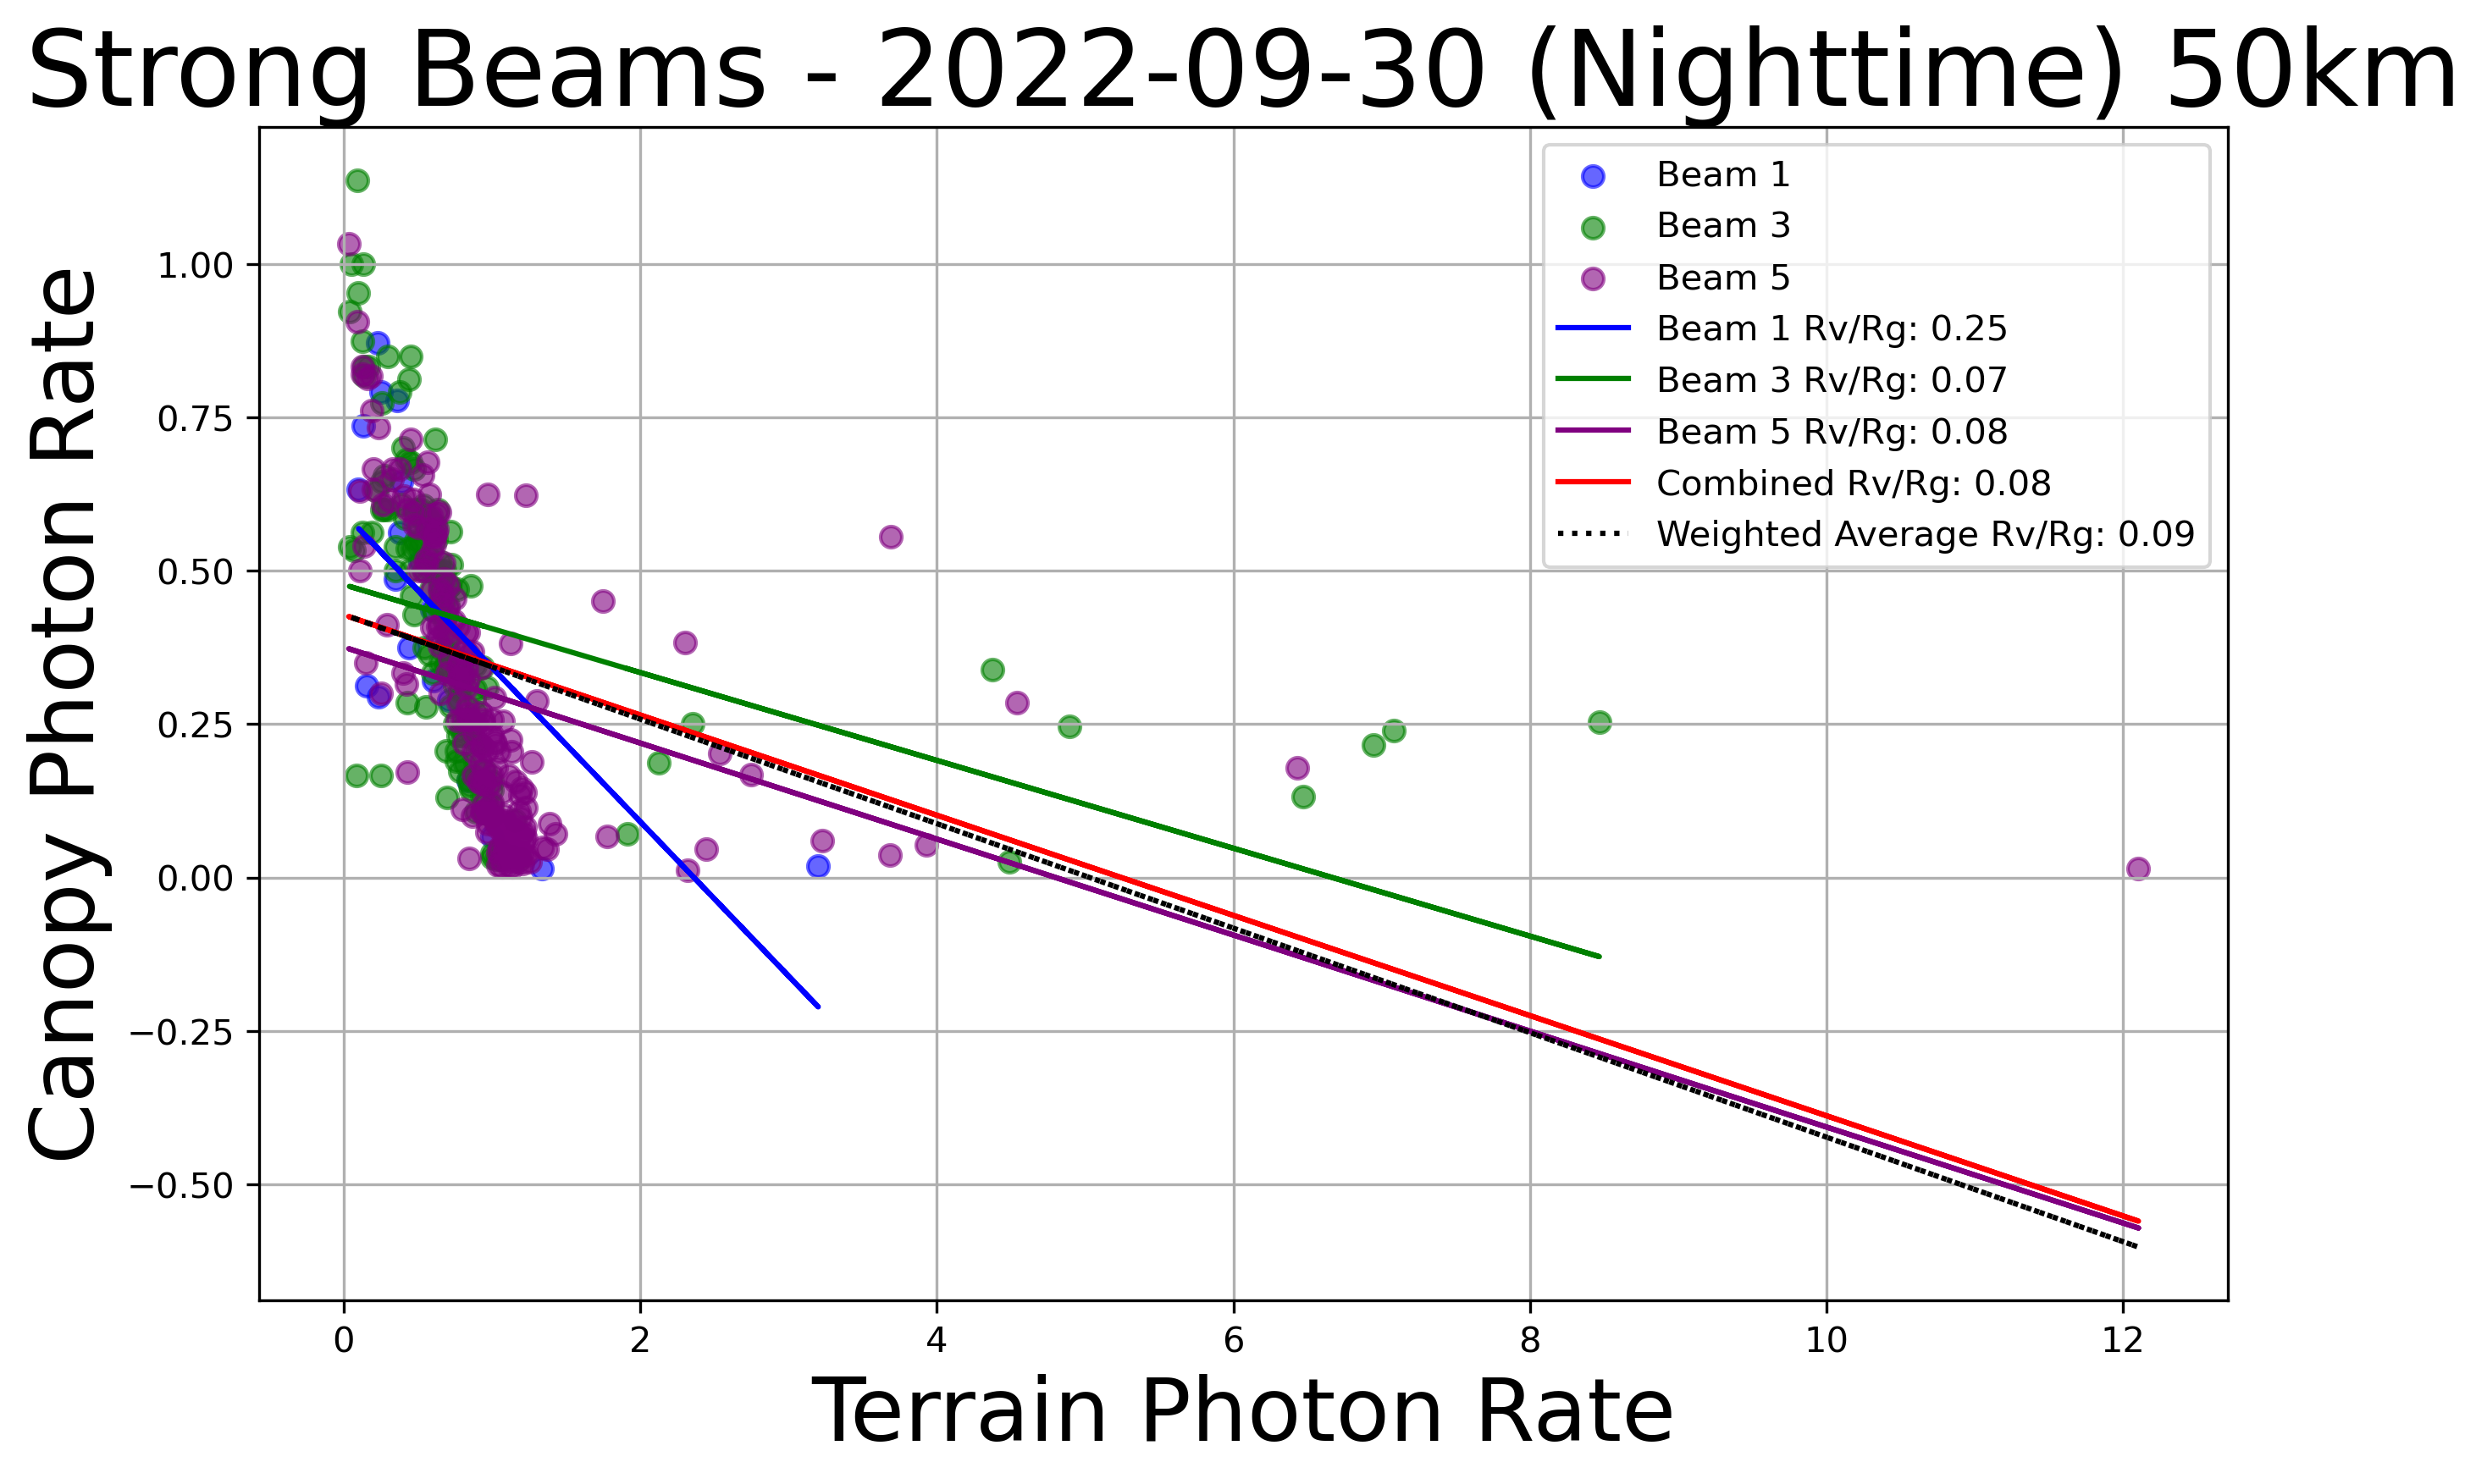 Strong Beams - 2022-09-30 (Nighttime) 50km
Beam 1
Beam 3
Beam 5
Beam 1 Rv/Rg: 0.25
Beam 3 Rv/Rg: 0.07
Beam 5 Rv/Rg: 0.08
Combined Rv/Rg: 0.08
Weighted Average Rv/Rg: 0.09
Canopy Photon Rate
1.00
0.75
0.50
0.25
0.00
−0.25
−0.50
0 2 4 6 8 10 12
Terrain Photon Rate